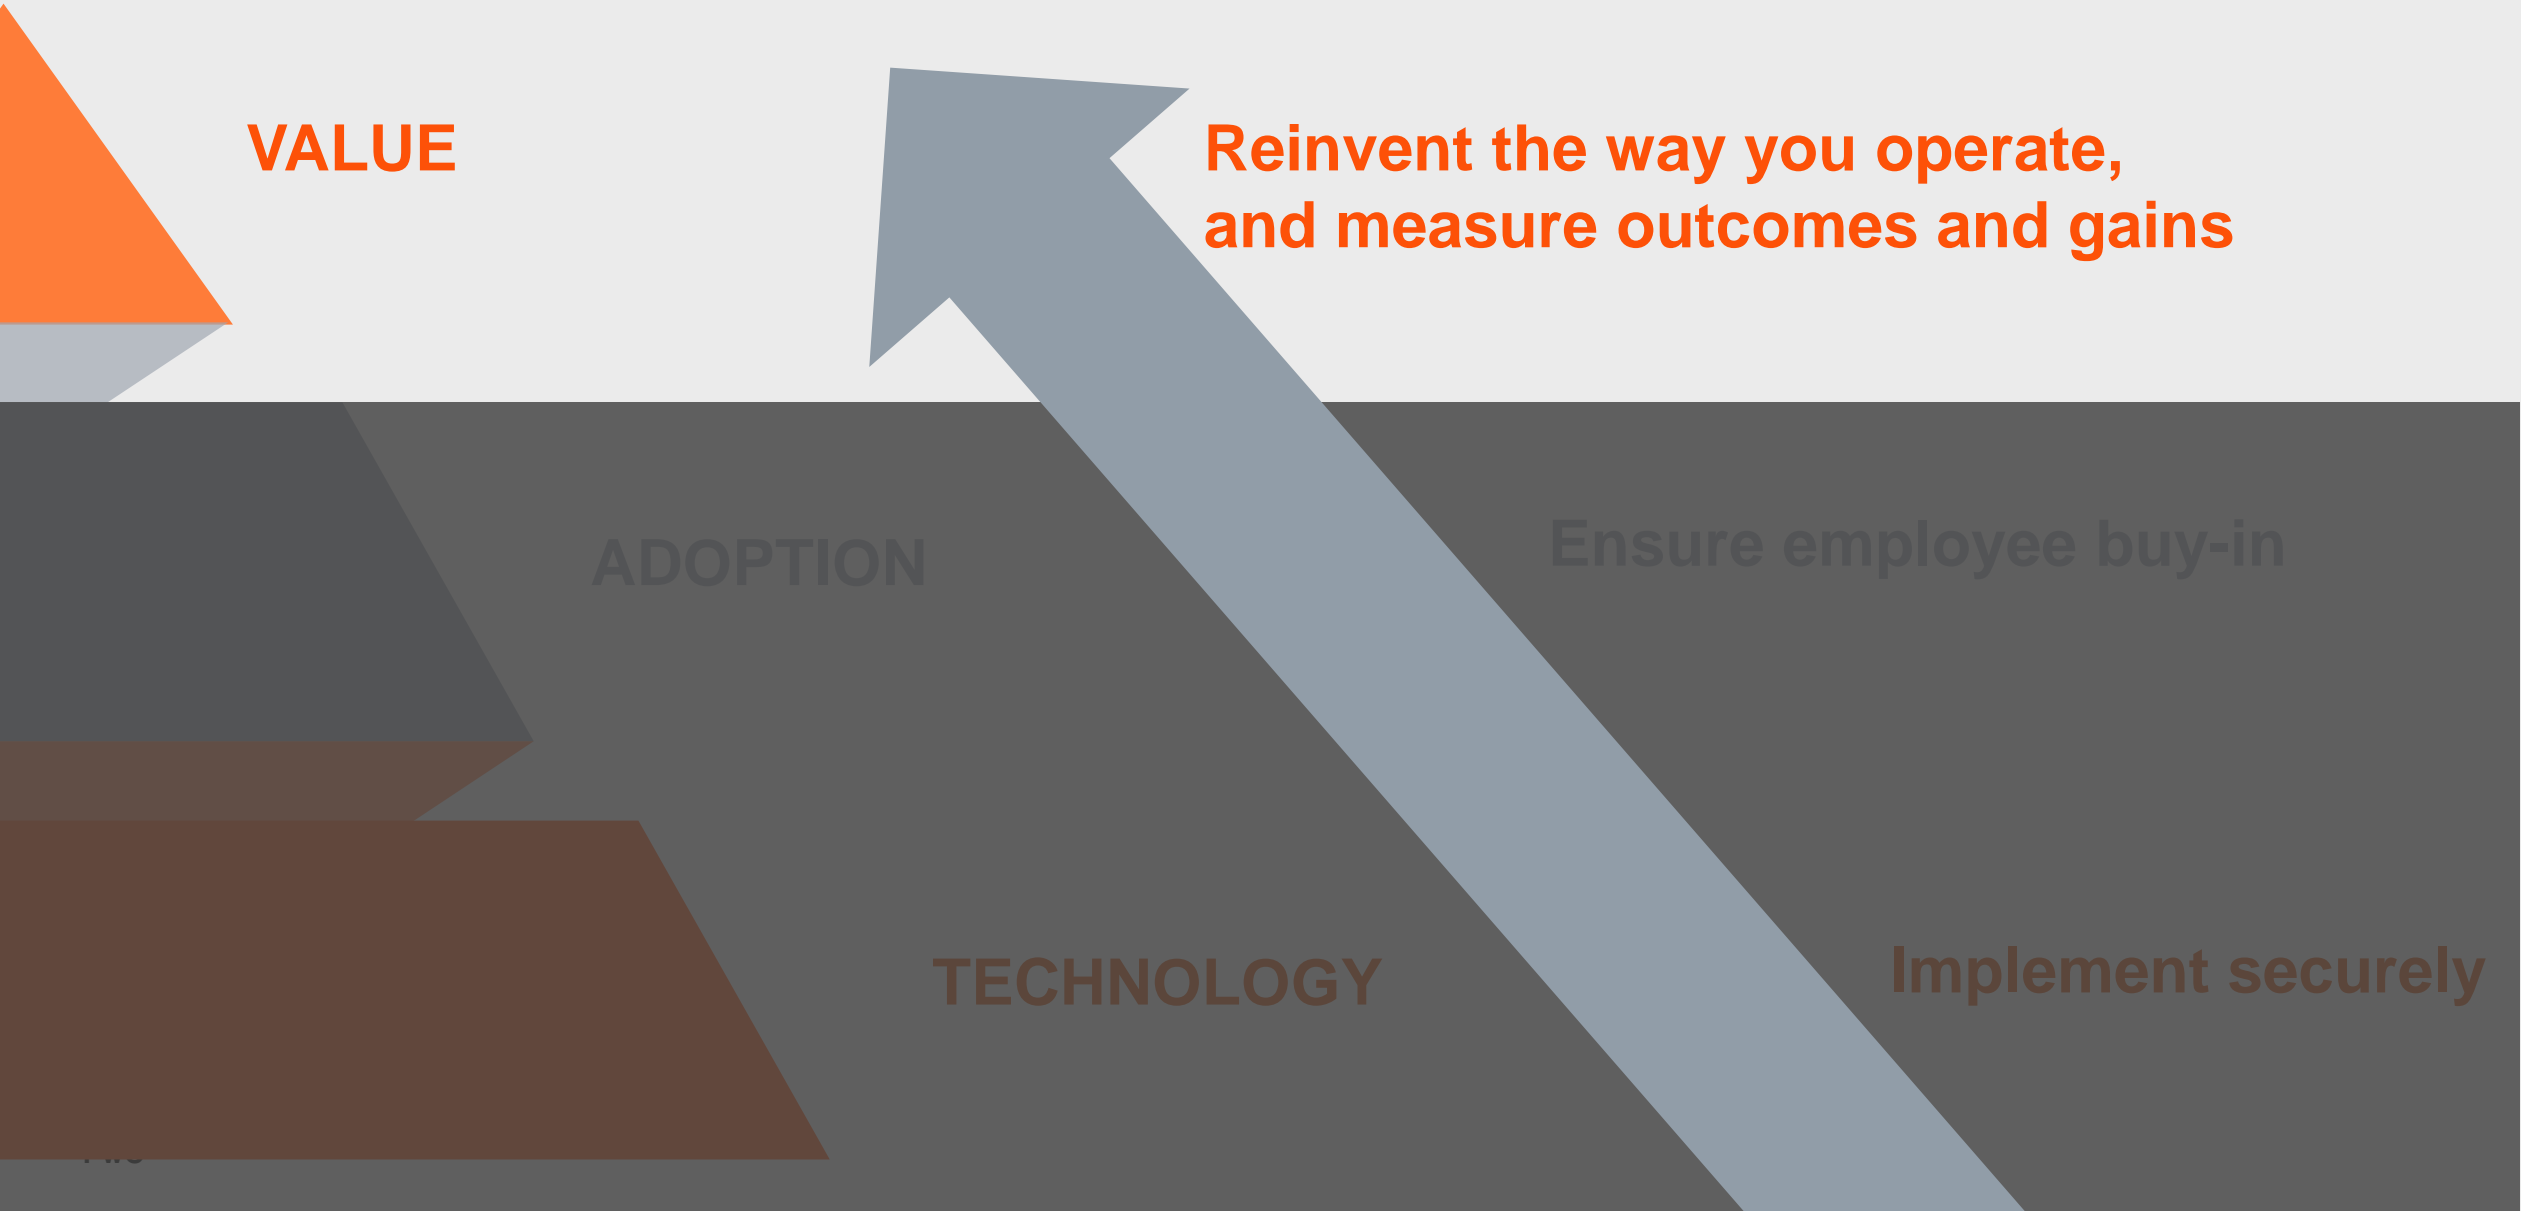 VALUE
Reinvent the way you operate,
and measure outcomes and gains
ADOPTION
Ensure employee buy-in
TECHNOLOGY
Implement securely